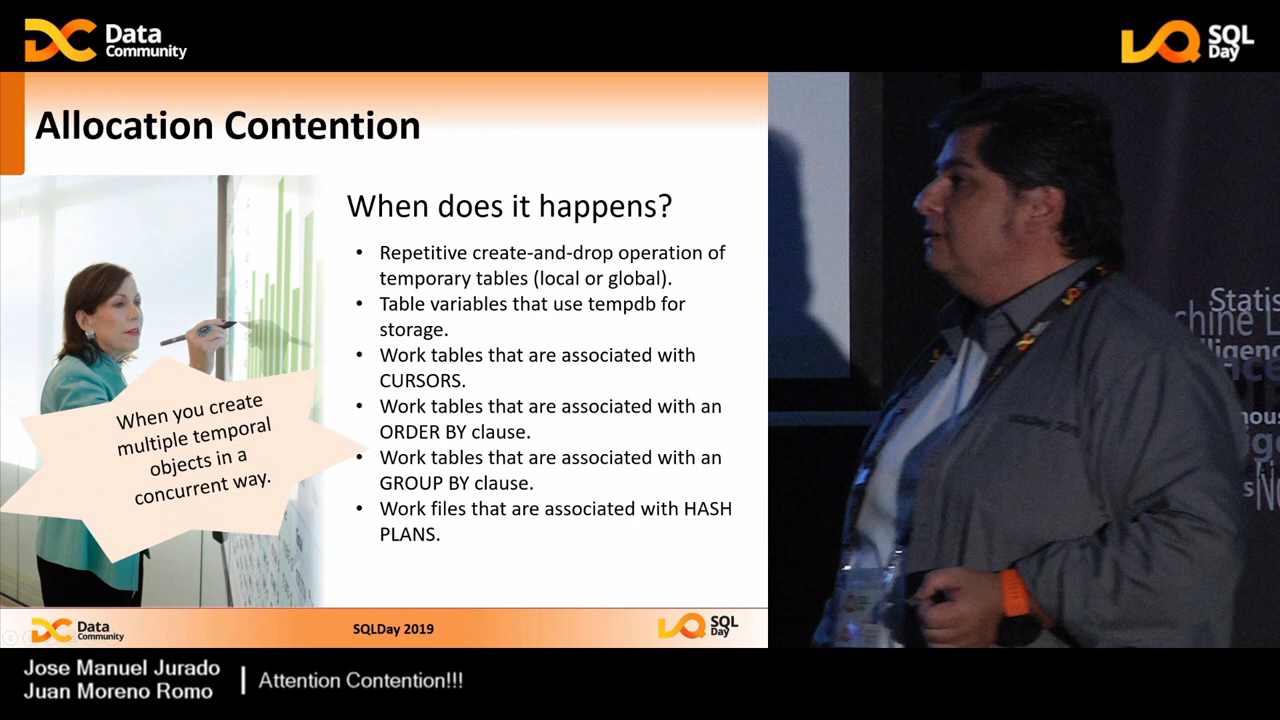 Data
Community
SQL
Day
Allocation Contention
When does it happens?
• Repetitive create-and-drop operation of
temporary tables (local or global).
• Table variables that use tempdb for
storage.
• Work tables that are associated with
CURSORS.
• Work tables that are associated with an
ORDER BY clause.
• Work tables that are associated with an
GROUP BY clause.
• Work files that are associated with HASH
PLANS.
When you create
multiple temporal
objects in a
concurrent way.
Data
Community
SQLDay 2019
SQL
Day
Statis
chine L
lligenc
Jose Manuel Jurado
Juan Moreno Romo
Attention Contention!!!